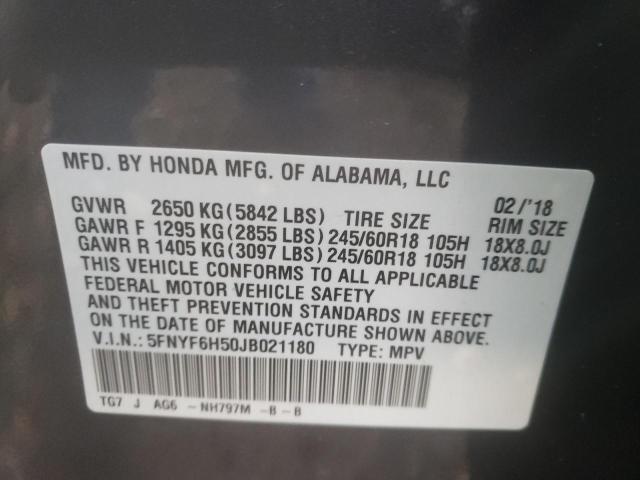 MFD. BY HONDA MFG. OF ALABAMA, LLC 02/'18
GVWR 2650 KG(5842 LBS) TIRE SIZE RIM SIZE
GAWR F 1295 KG(2855 LBS) 245/60R18 105H 18X8.0J
GAWR R 1405 KG(3097 LBS) 245/60R18 105H 18X8.0J
THIS VEHICLE CONFORMS TO ALL APPLICABLE
FEDERAL MOTOR VEHICLE SAFETY
AND THEFT PREVENTION STANDARDS IN EFFECT
ON THE DATE OF MANUFACTURE SHOWN ABOVE.
V.I.N.: 5FNYF6H50JB021180 TYPE: MPV
TG7 J AG6 - NH797M -B-B